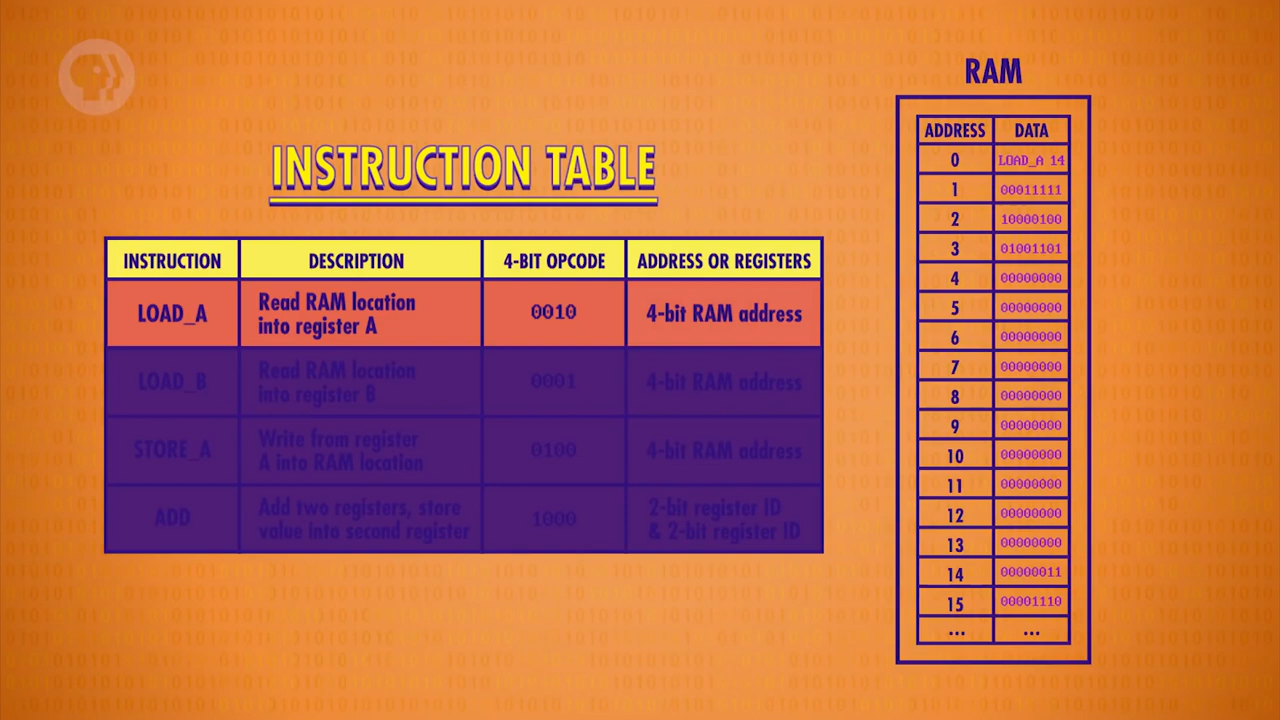 INSTRUCTION TABLE
INSTRUCTION DESCRIPTION 4-BIT OPCODE ADDRESS OR REGISTERS
LOAD_A Read RAM location into register A 0010 4-bit RAM address
LOAD_B Read RAM location into register B 0001 4-bit RAM address
STORE_A Write from register A into RAM location 0100 4-bit RAM address
ADD Add two registers, store value into second register 1000 2-bit register ID & 2-bit register ID
RAM
ADDRESS DATA
0 LOAD_A 14
1 00011111
2 10000100
3 01001101
4 00000000
5 00000000
6 00000000
7 00000000
8 00000000
9 00000000
10 00000000
11 00000000
12 00000000
13 00000000
14 00000011
15 00001110
... ...